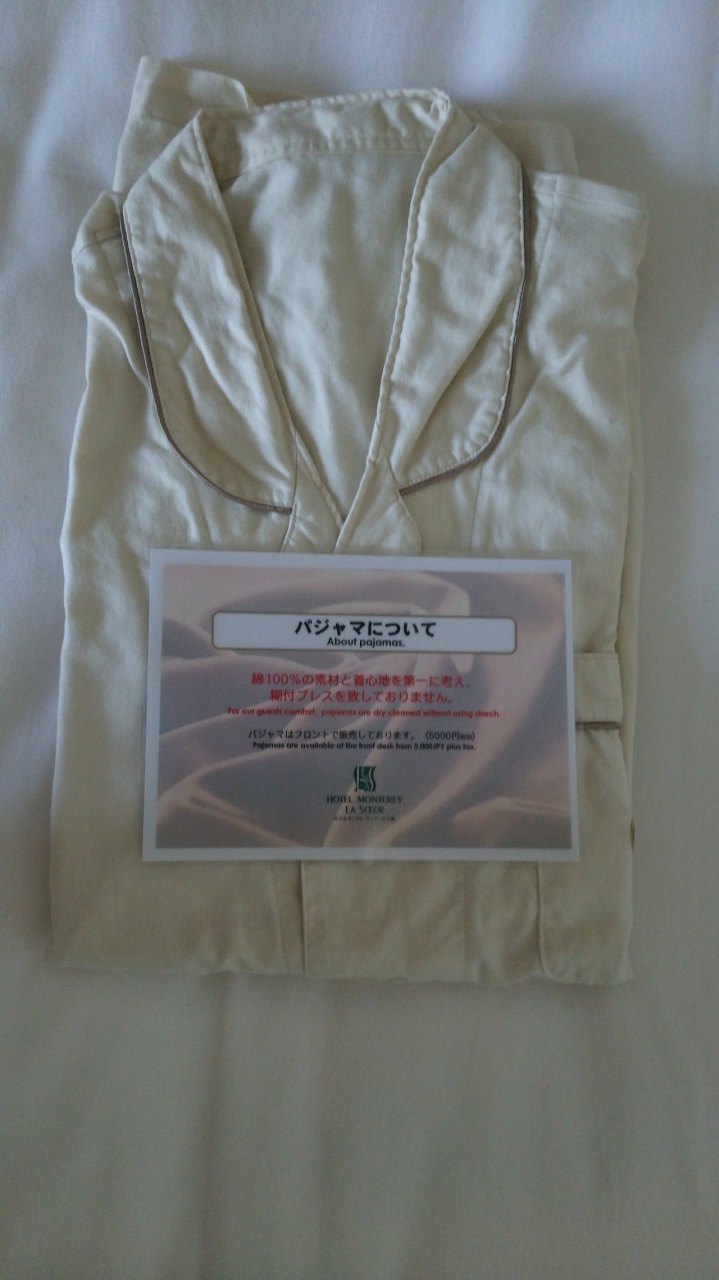 パジャマについて
About pajamas.
綿100%の素材と着心地を第一に考え、
糊付プレスを致しておりません。
For our guests comfort, pajamas are dry cleaned without using starch.
パジャマはフロントで販売しております。（5000円税別）
Pajamas are available at the front desk from 5,000JPY plus tax.
HOTEL MONTEREY
LA SŒUR